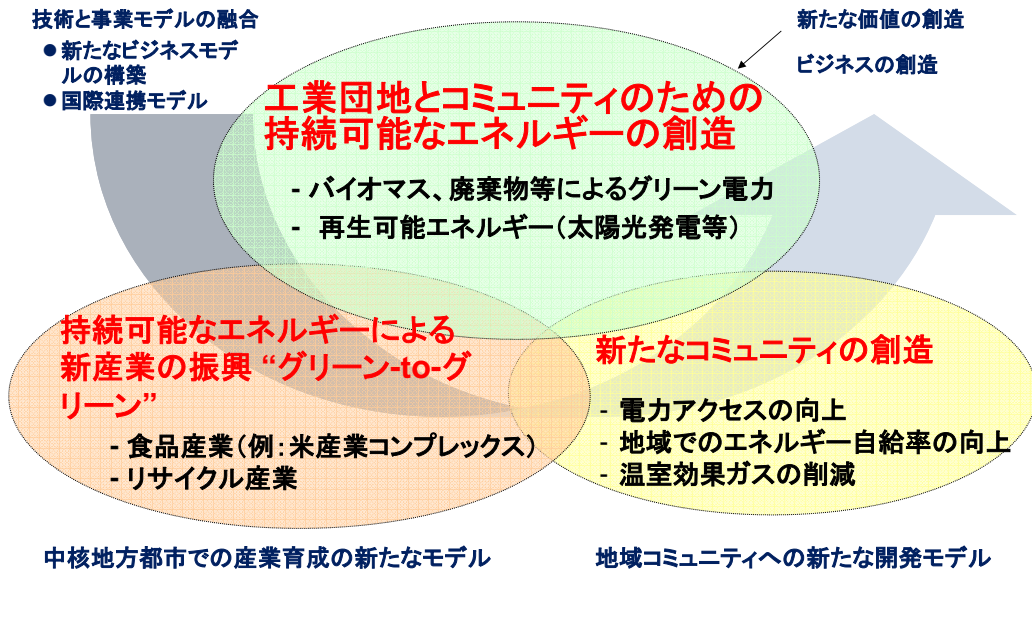 技術と事業モデルの融合
●新たなビジネスモデ
ルの構築
●国際連携モデル
新たな価値の創造
ビジネスの創造
工業団地とコミュニティのための
持続可能なエネルギーの創造
- バイオマス、廃棄物等によるグリーン電力
- 再生可能エネルギー（太陽光発電等）
持続可能なエネルギーによる
新産業の振興 “グリーン-to-グ
リーン”
- 食品産業（例：米産業コンプレックス）
- リサイクル産業
新たなコミュニティの創造
- 電力アクセスの向上
- 地域でのエネルギー自給率の向上
- 温室効果ガスの削減
中核地方都市での産業育成の新たなモデル
地域コミュニティへの新たな開発モデル